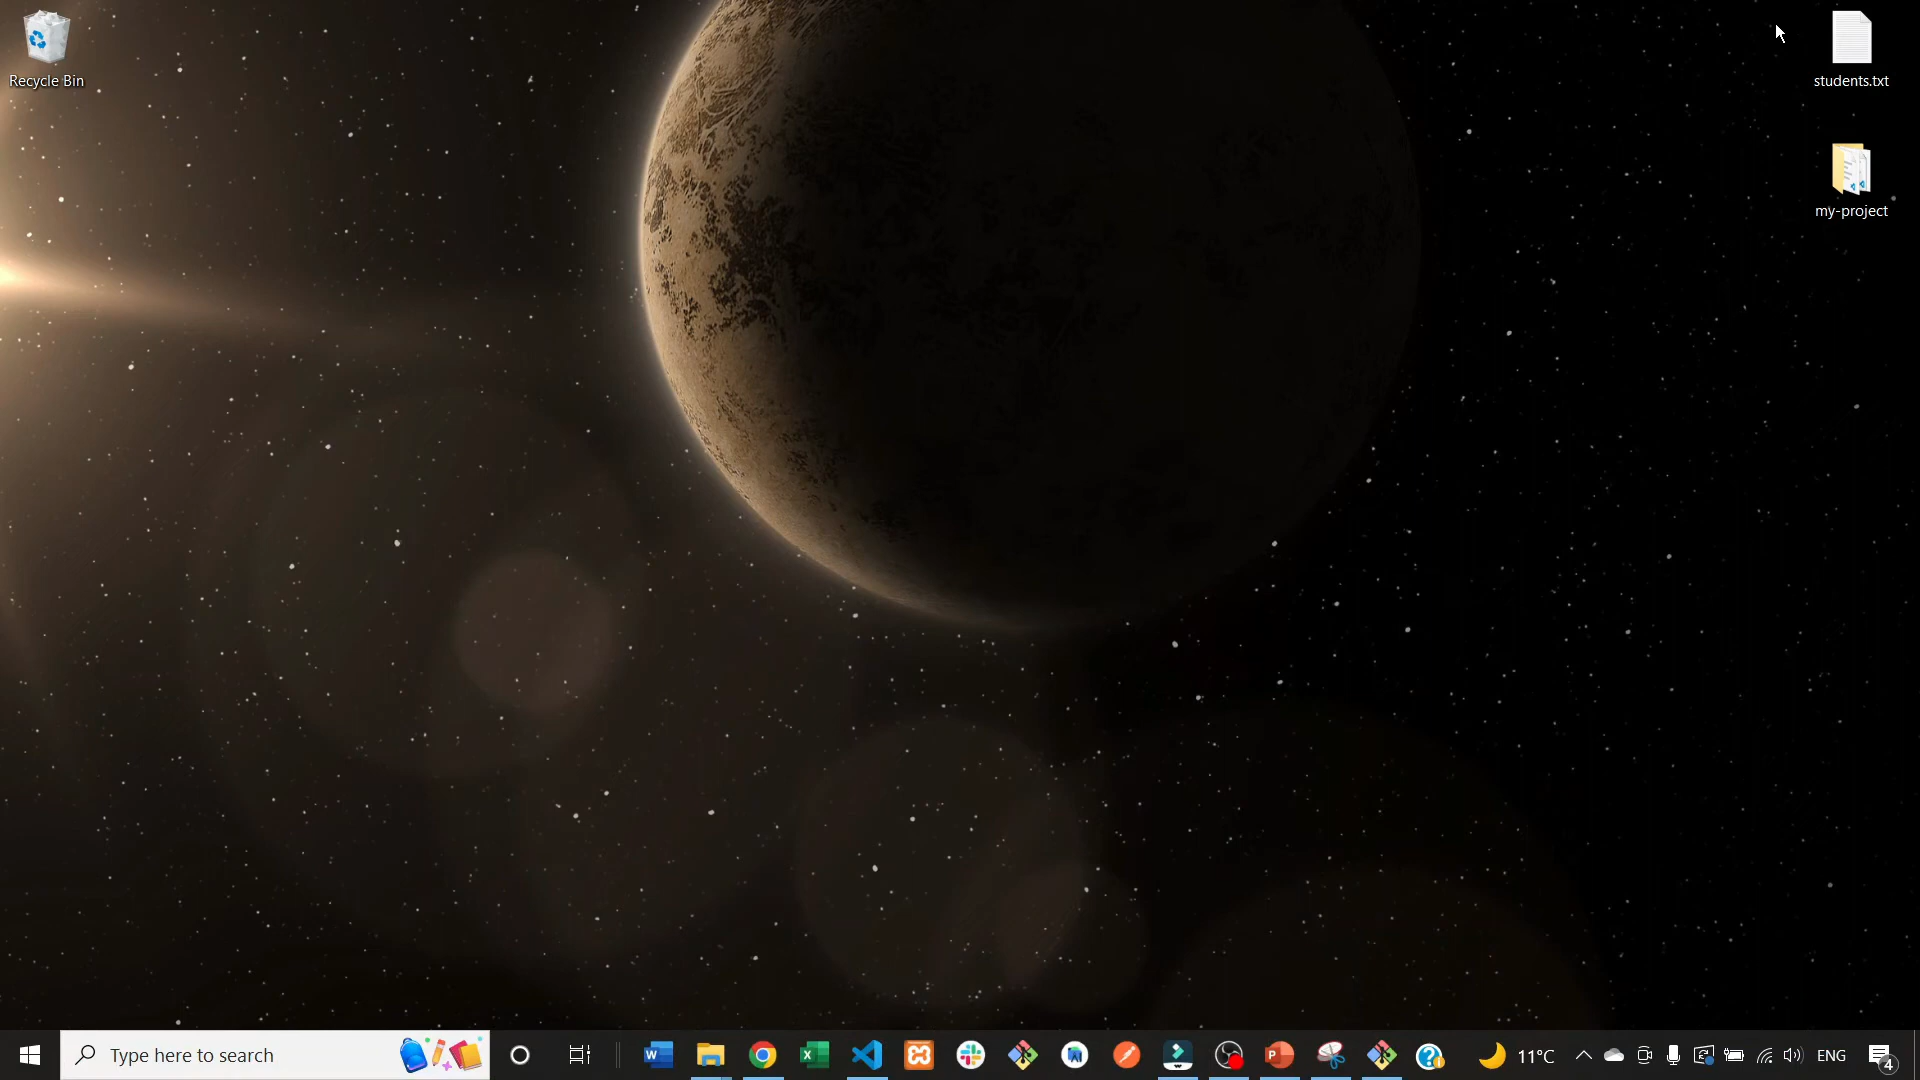 Recycle Bin
students.txt
my-project
Type here to search
11°C
ENG
4